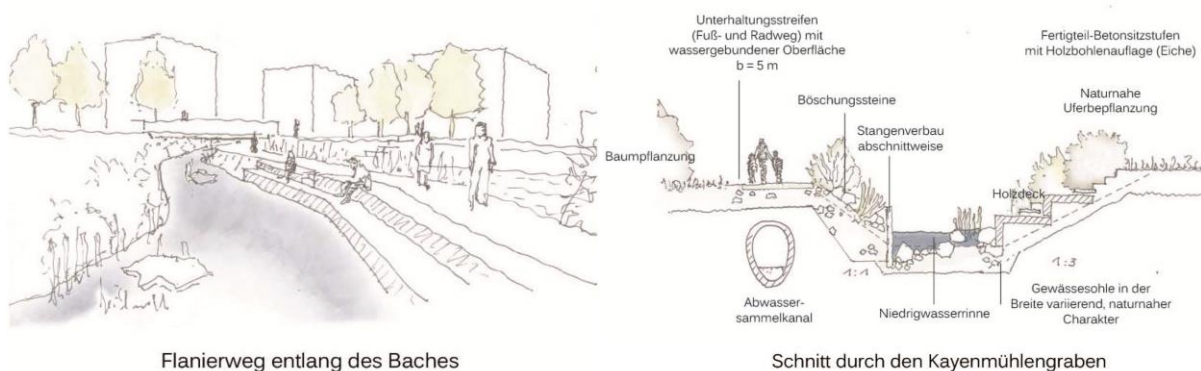 Unterhaltungsstreifen
(Fuß- und Radweg) mit
wassergebundener Oberfläche
b = 5 m
Fertigteil-Betonsitzstufen
mit Holzbohlenauflage (Eiche)
Böschungssteine
Naturnahe
Uferbepflanzung
Stangenverbau
abschnittweise
Baumpflanzung
Holzdeck
1:1
1:3
Abwasser-
sammelkanal
Niedrigwasserrinne
Gewässesohle in der
Breite variierend, naturnaher
Charakter
Flanierweg entlang des Baches
Schnitt durch den Kayenmühlengraben